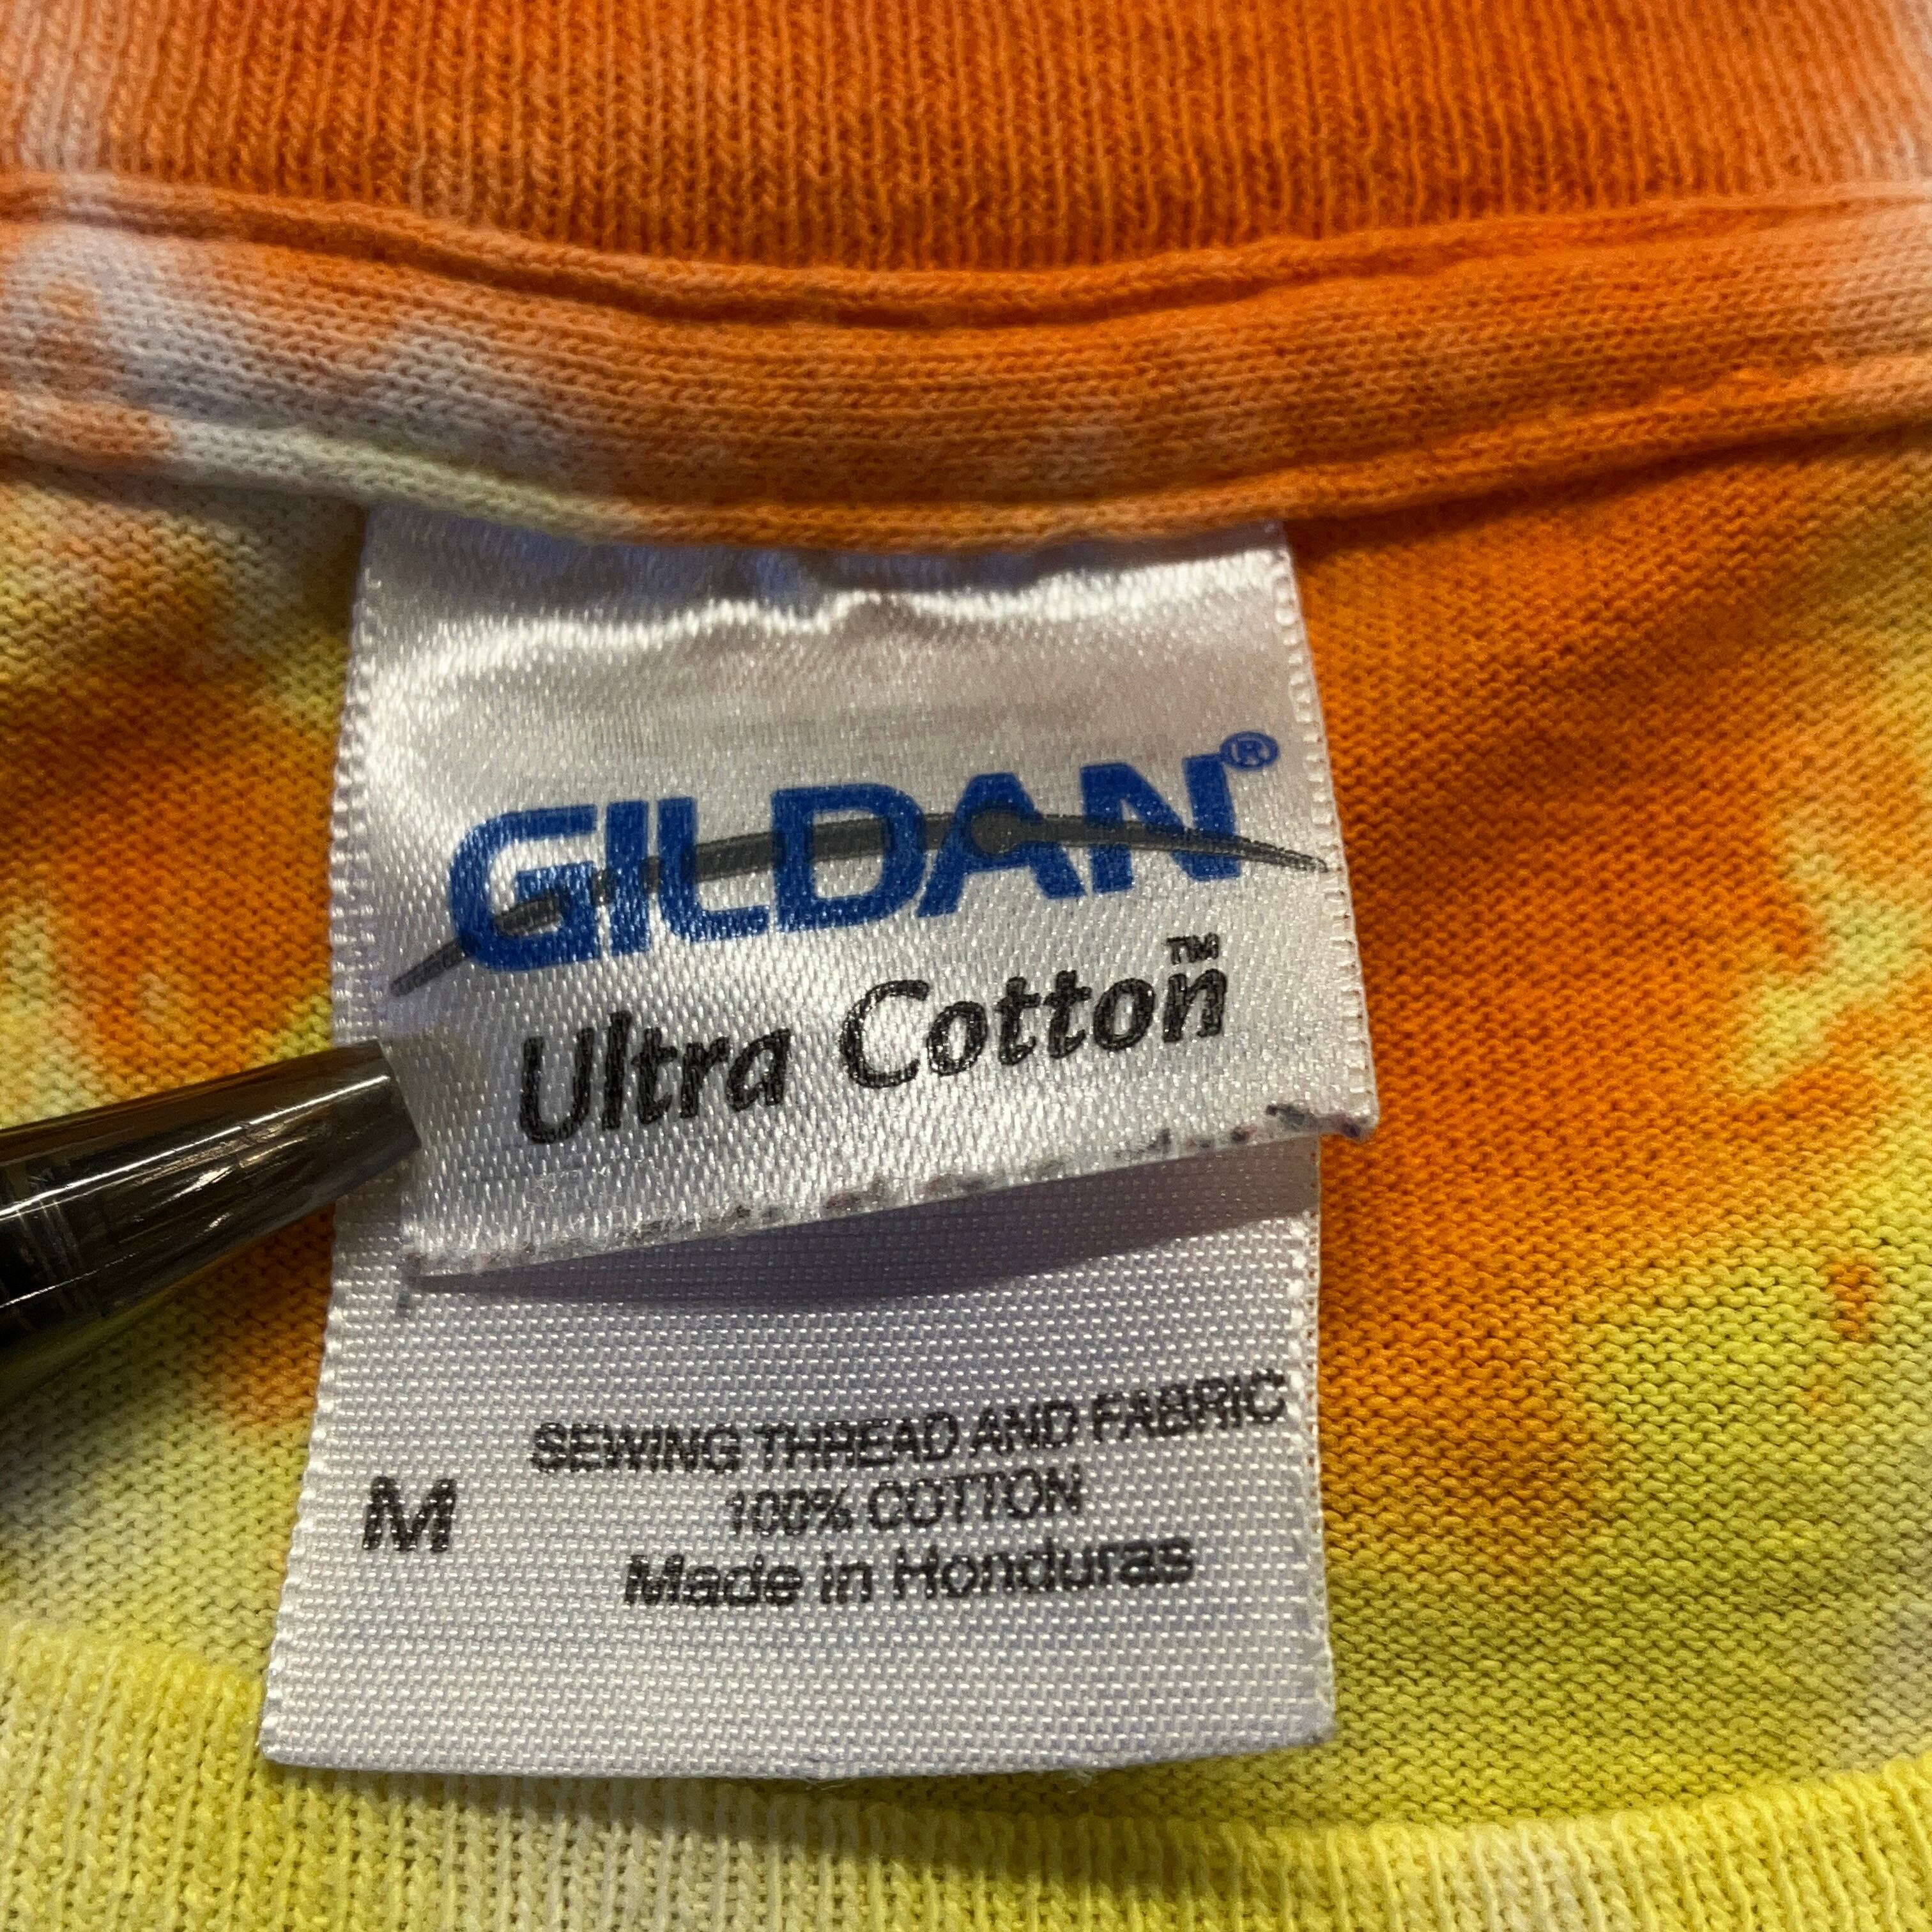 GILDAN®
Ultra Cotton™
SEWING THREAD AND FABRIC
100% COTTON
M
Made in Honduras